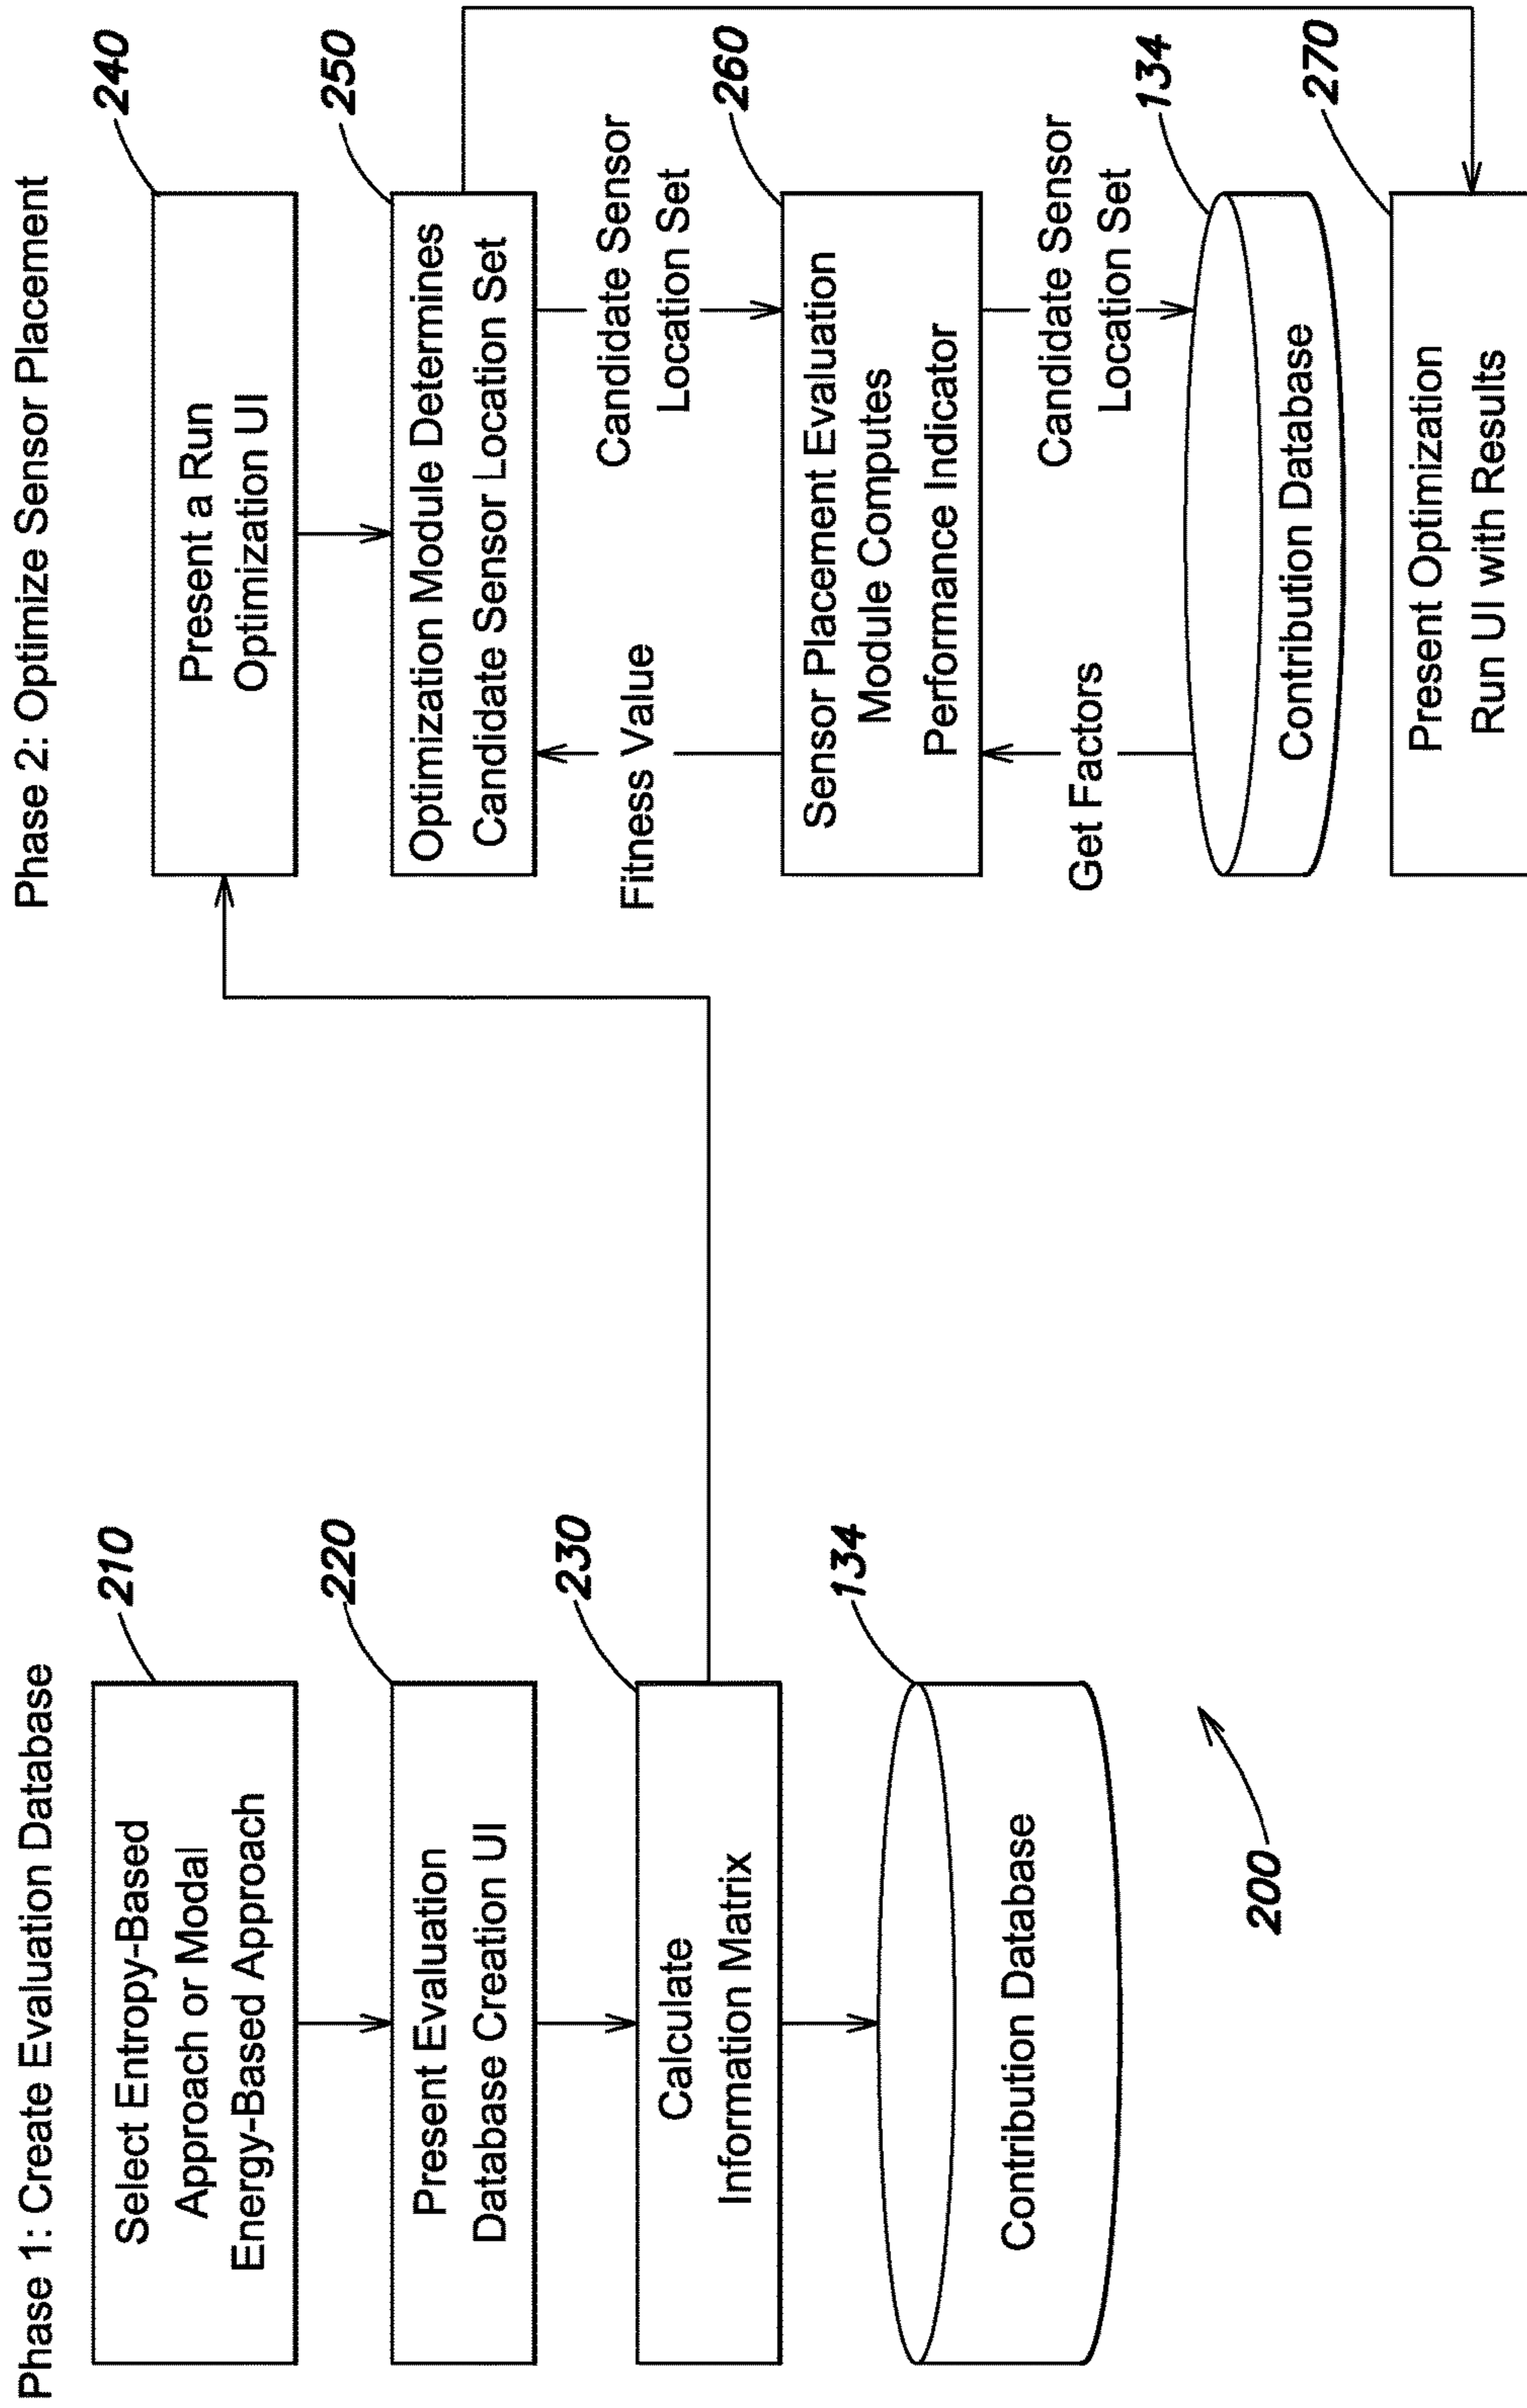 Phase 1: Create Evaluation Database
210
Select Entropy-Based
Approach or Modal
Energy-Based Approach
220
Present Evaluation
Database Creation UI
230
Calculate
Information Matrix
134
Contribution Database
200
Phase 2: Optimize Sensor Placement
240
Present a Run
Optimization UI
250
Optimization Module Determines
Candidate Sensor Location Set
Fitness Value
Candidate Sensor
Location Set
260
Sensor Placement Evaluation
Module Computes
Performance Indicator
Get Factors
Candidate Sensor
Location Set
134
Contribution Database
270
Present Optimization
Run UI with Results